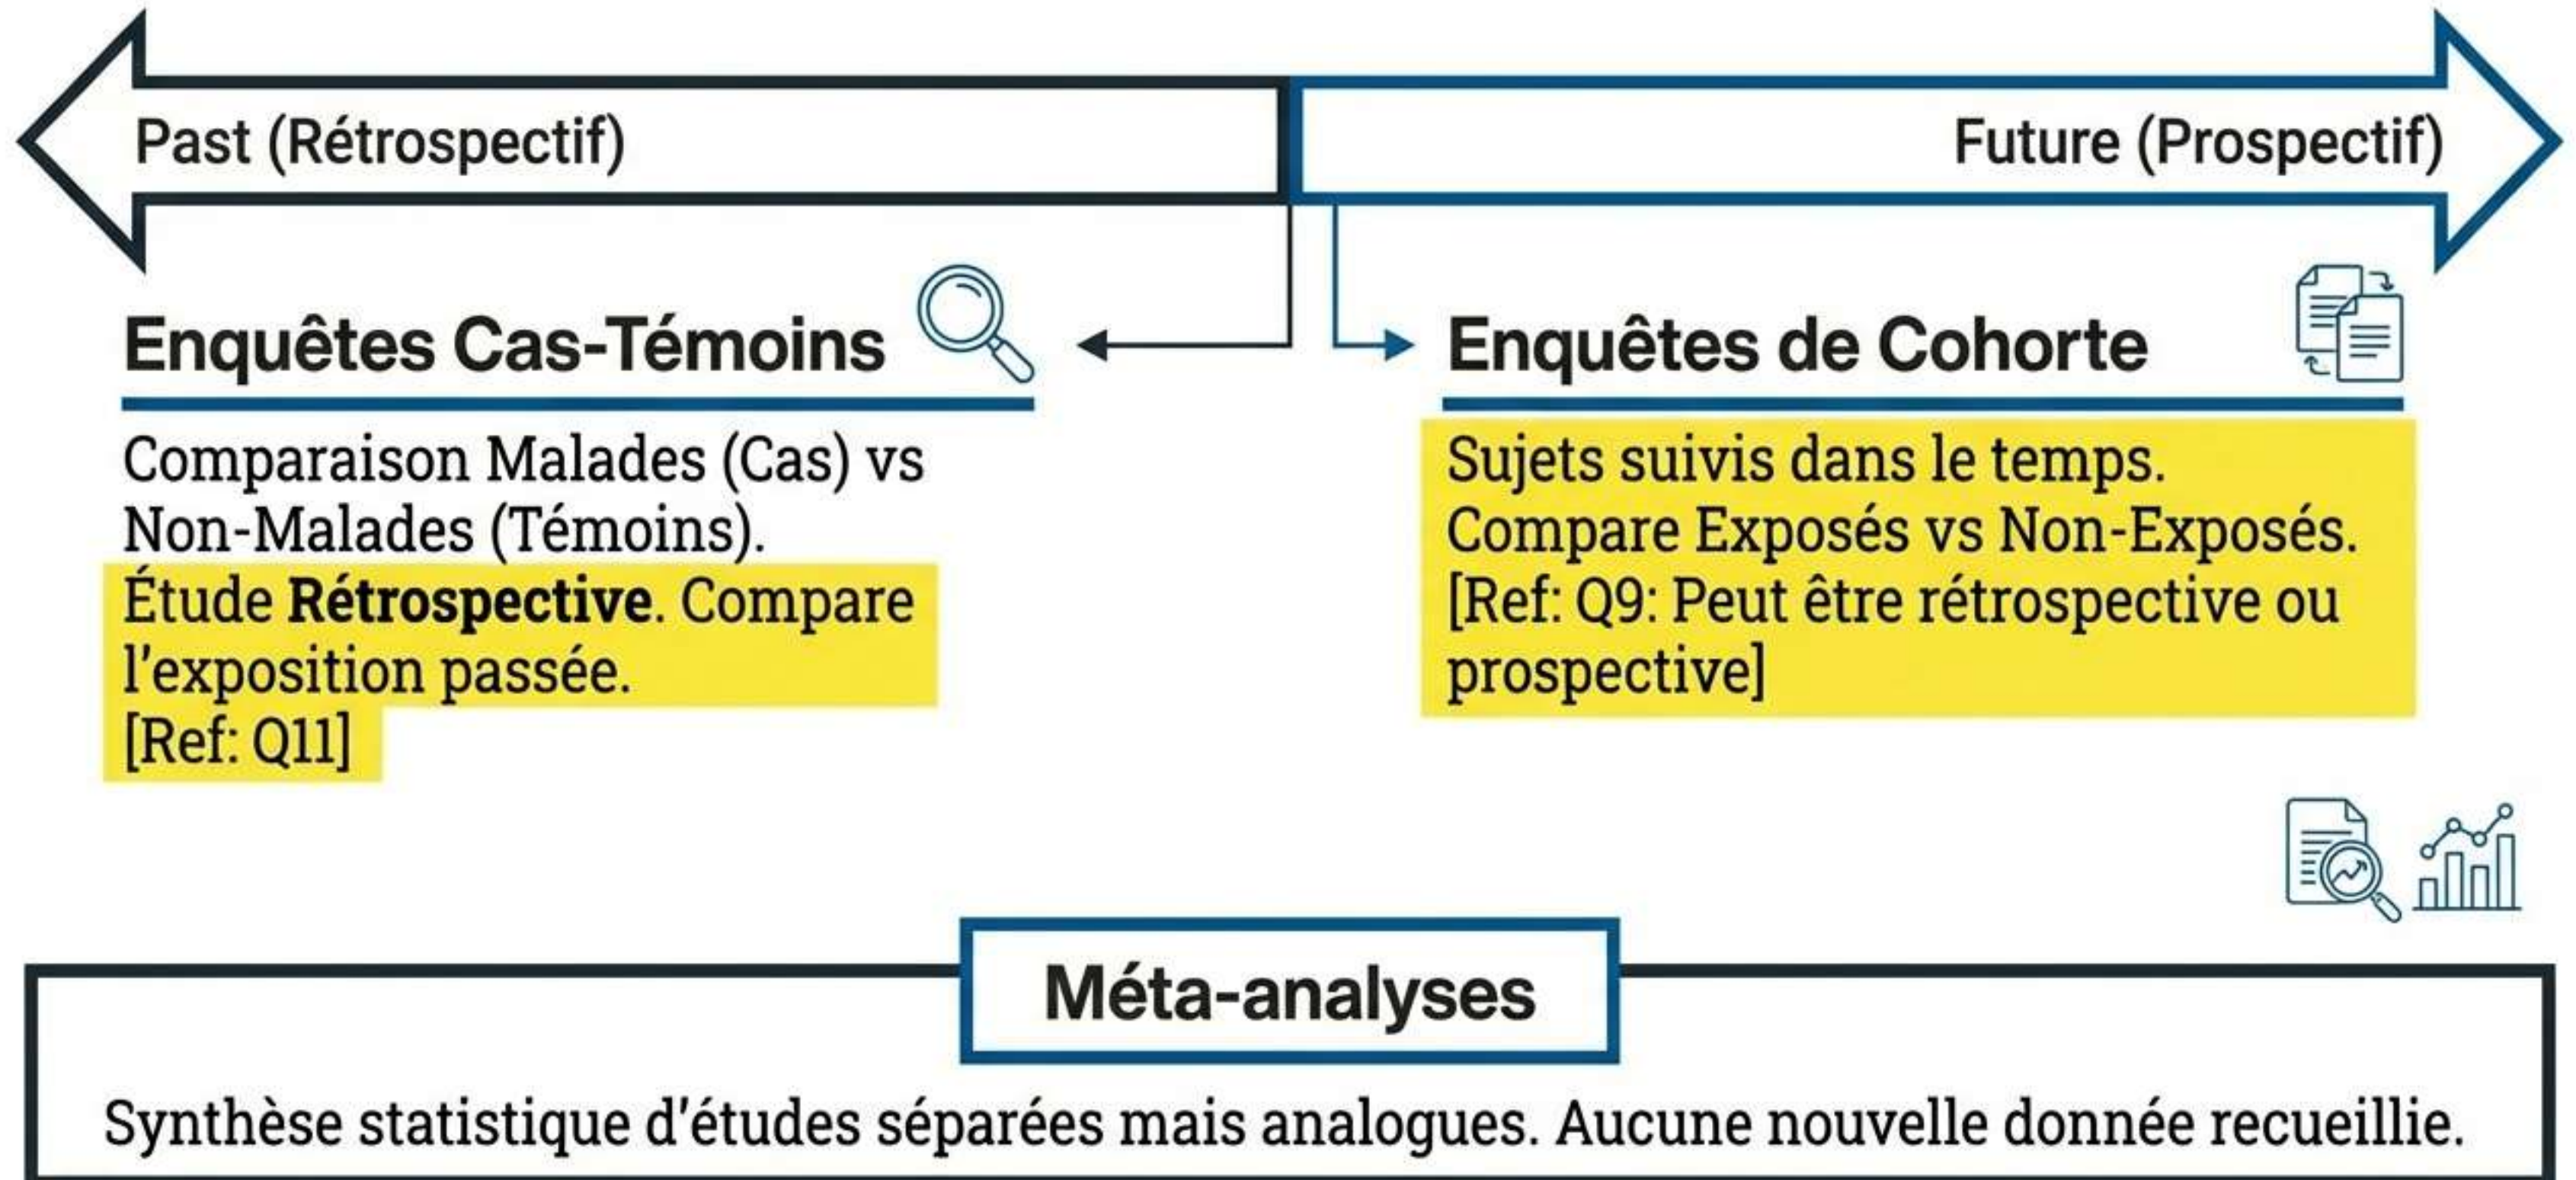 Past (Rétrospectif)
Future (Prospectif)
Enquêtes Cas-Témoins
Comparaison Malades (Cas) vs
Non-Malades (Témoins).
Étude Rétrospective. Compare
l'exposition passée.
[Ref: Q11]
Enquêtes de Cohorte
Sujets suivis dans le temps.
Compare Exposés vs Non-Exposés.
[Ref: Q9: Peut être rétrospective ou
prospective]
Méta-analyses
Synthèse statistique d'études séparées mais analogues. Aucune nouvelle donnée recueillie.